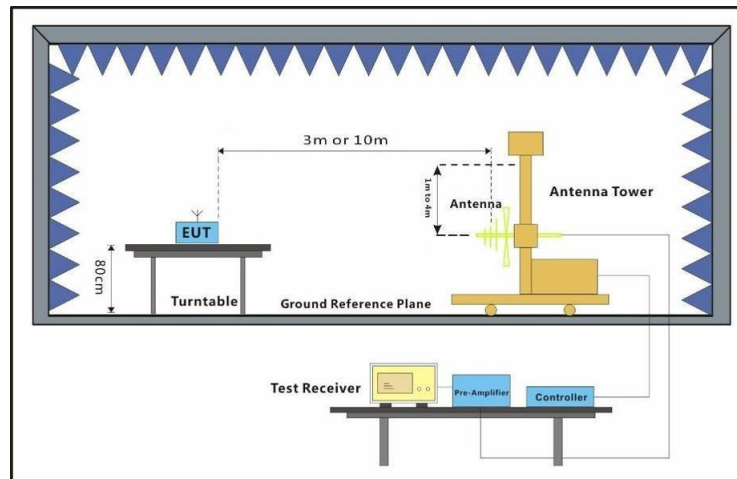 3m or 10m
1m to 4m
Antenna
Antenna Tower
EUT
80cm
Turntable
Ground Reference Plane
Test Receiver
Pre-Amplifier
Controller